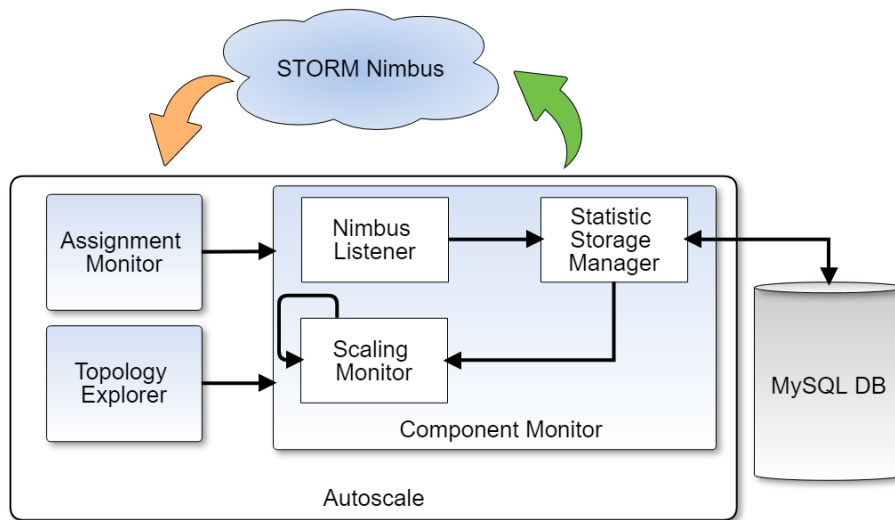 STORM Nimbus
Assignment
Monitor
Nimbus
Listener
Statistic
Storage
Manager
Topology
Explorer
Scaling
Monitor
MySQL DB
Component Monitor
Autoscale